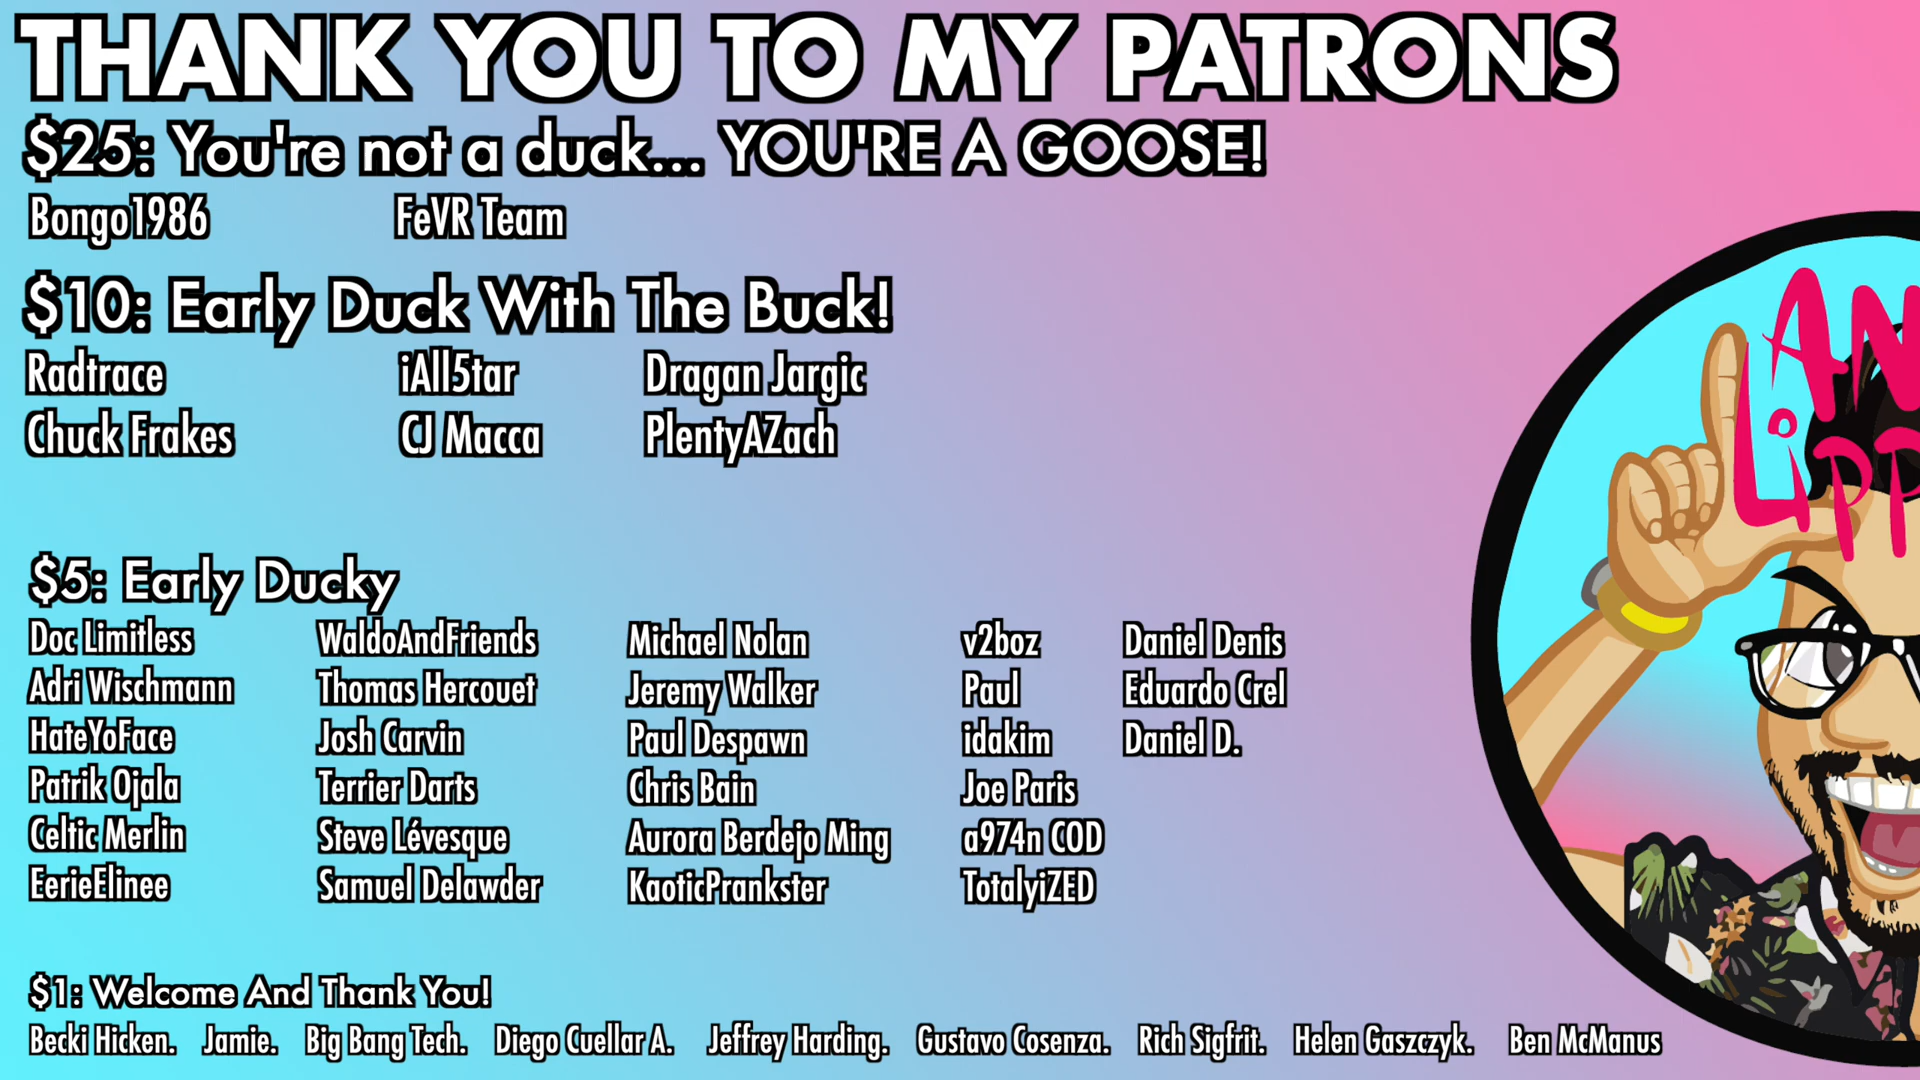 THANK YOU TO MY PATRONS
$25: You're not a duck... YOU'RE A GOOSE!
Bongo1986 FeVR Team
$10: Early Duck With The Buck!
Radtrace iAll5tar Dragan Jargic
Chuck Frakes CJ Macca PlentyAZach
$5: Early Ducky
Doc Limitless WaldoAndFriends Michael Nolan v2boz Daniel Denis
Adri Wischmann Thomas Hercouet Jeremy Walker Paul Eduardo Crel
HateYoFace Josh Carvin Paul Despawn idakim Daniel D.
Patrik Ojala Terrier Darts Chris Bain Joe Paris
Celtic Merlin Steve Lévesque Aurora Berdejo Ming a974n COD
EerieElinee Samuel Delawder KaoticPrankster TotalyiZED
$1: Welcome And Thank You!
Becki Hicken. Jamie. Big Bang Tech. Diego Cuellar A. Jeffrey Harding. Gustavo Cosenza. Rich Sigfrit. Helen Gaszczyk. Ben McManus